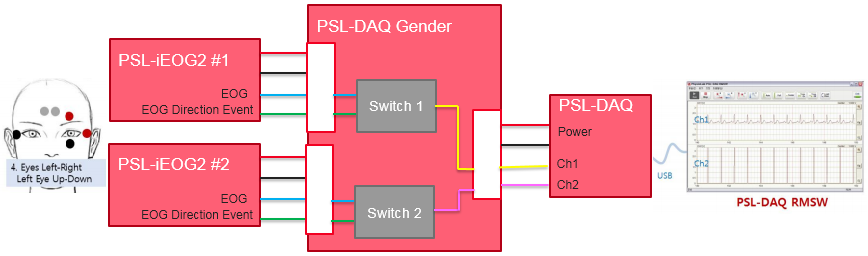 4. Eyes Left-Right
Left Eye Up-Down
PSL-iEOG2 #1
EOG
EOG Direction Event
PSL-iEOG2 #2
EOG
EOG Direction Event
PSL-DAQ Gender
Switch 1
Switch 2
PSL-DAQ
Power
Ch1
Ch2
USB
Ch1
Ch2
PSL-DAQ RMSW